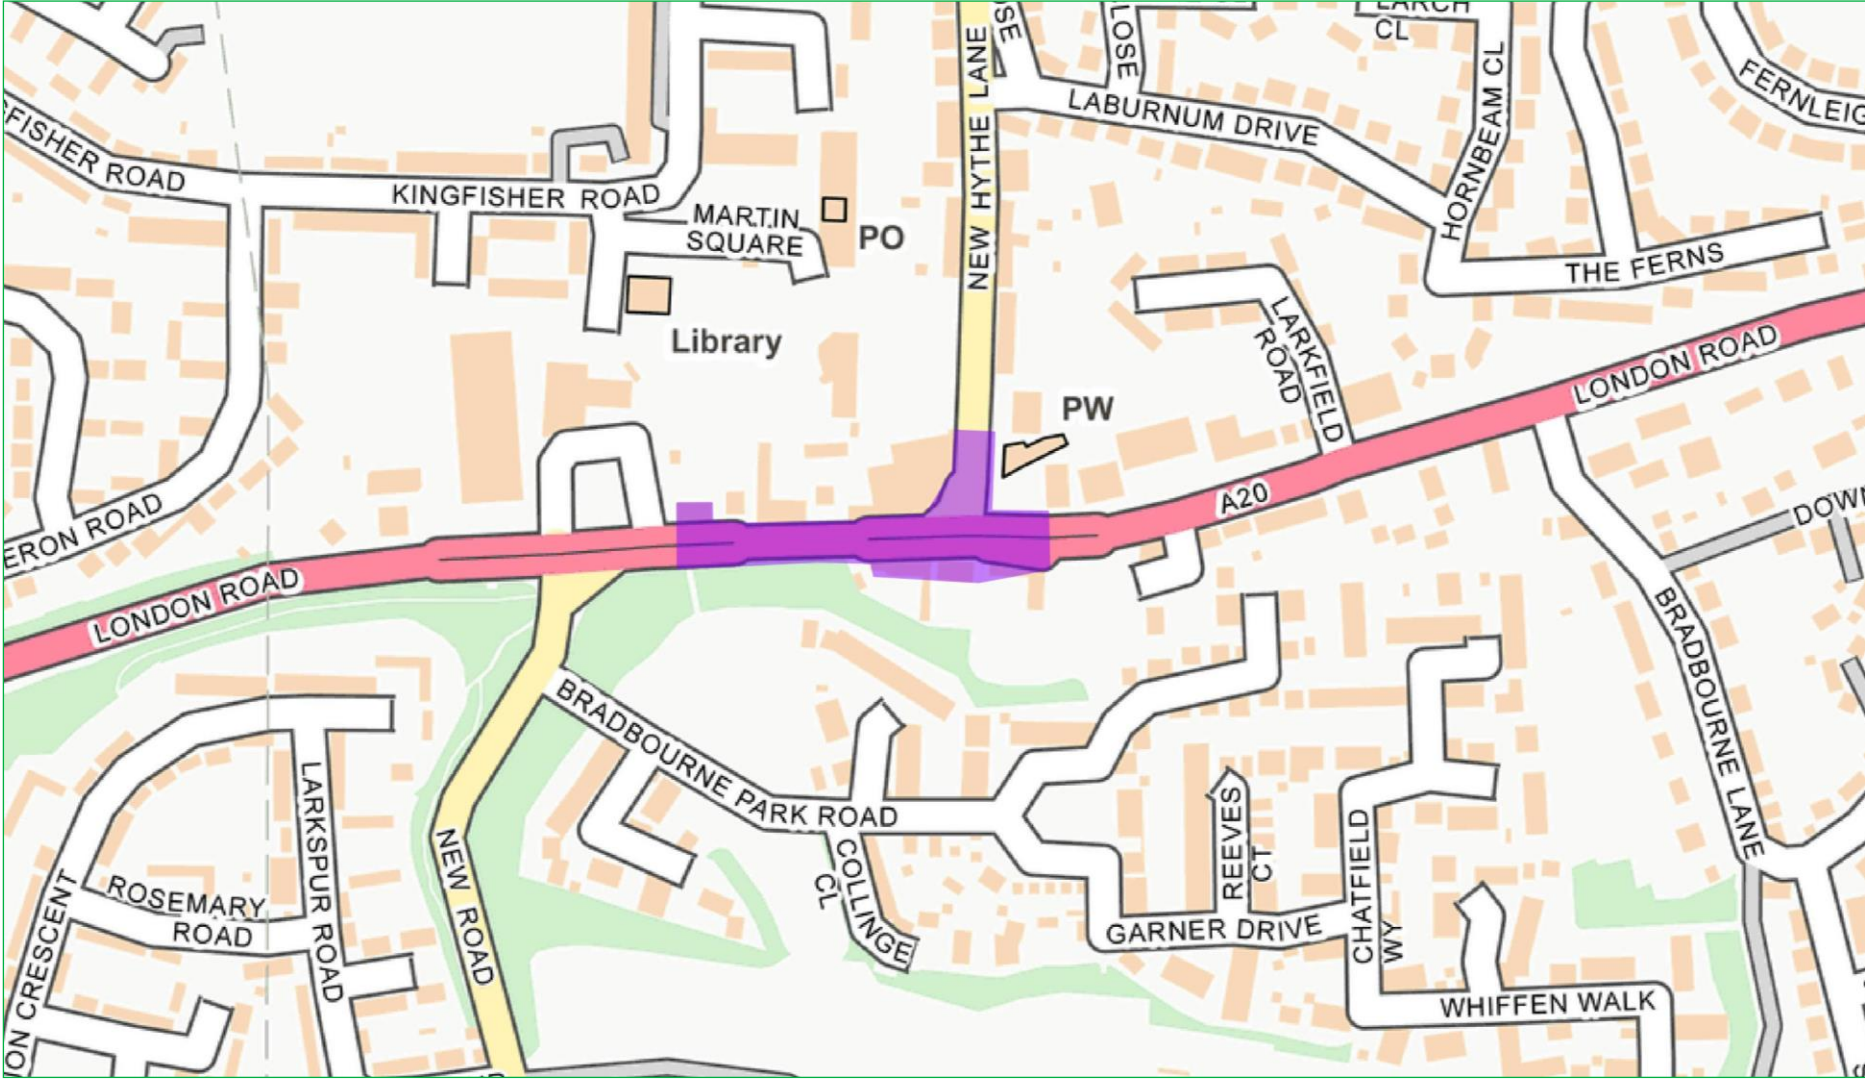 LARCH
CL
LOSE
FERNLEIG
NEW HYTHE LANE
LABURNUM DRIVE
HORNBEAM CL
FISHER ROAD
KINGFISHER ROAD
MARTIN
SQUARE
PO
THE FERNS
Library
LARKFIELD
ROAD
LONDON ROAD
PW
A20
ERON ROAD
DOWN
LONDON ROAD
BRADBOURNE LANE
BRADBOURNE PARK ROAD
LARKSPUR ROAD
NEW ROAD
COLLINGE
CL
REEVES
CT
CHATFIELD
WY
ROSEMARY
ROAD
GARNER DRIVE
WHIFFEN WALK
ON CRESCENT